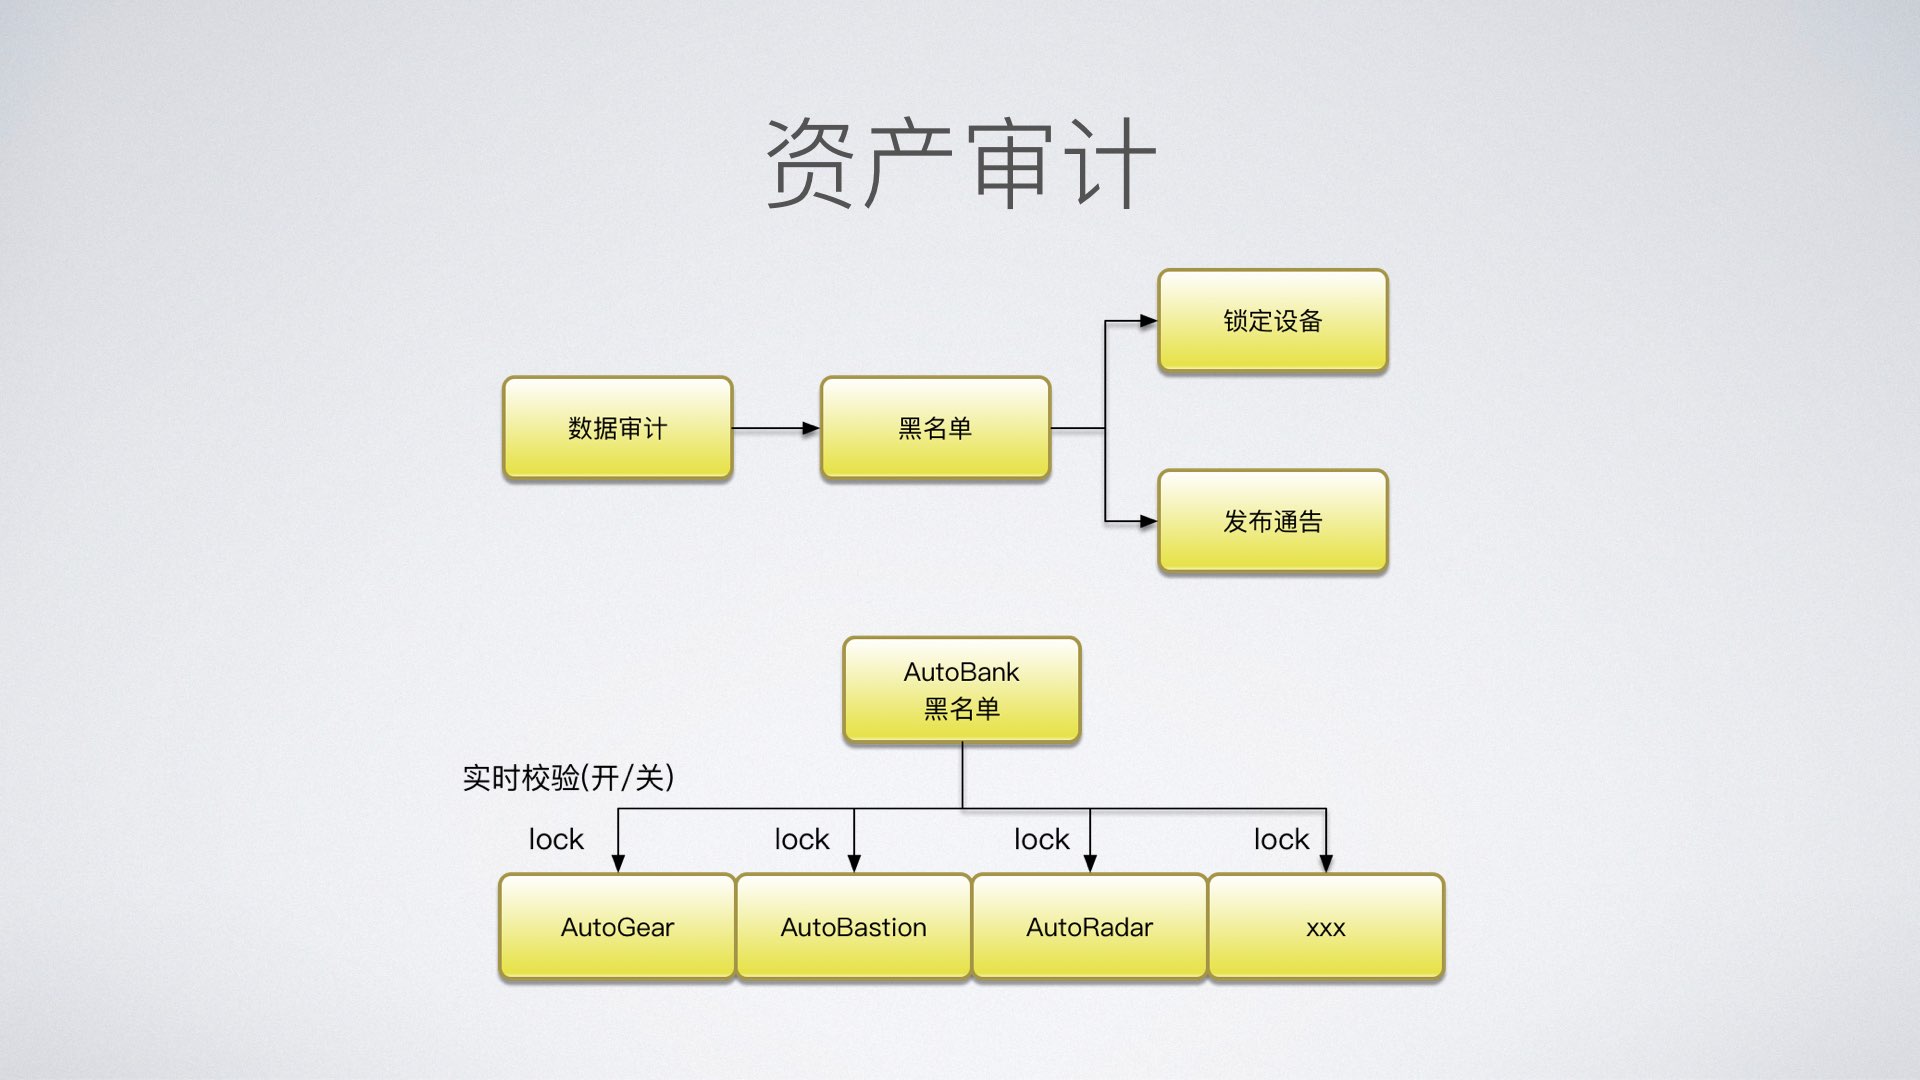 资产审计
锁定设备
数据审计
黑名单
发布通告
AutoBank
黑名单
实时校验(开/关)
lock
lock
lock
lock
AutoGear
AutoBastion
AutoRadar
xxx